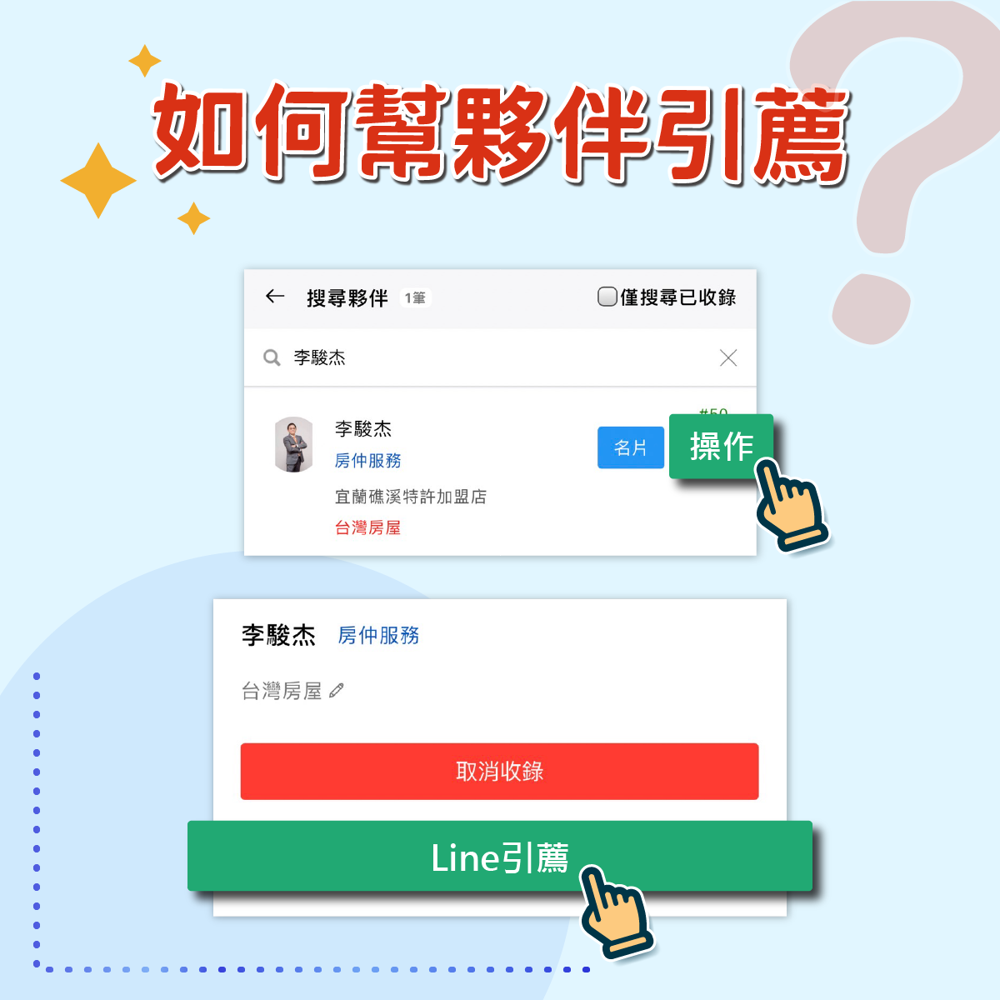 如何幫夥伴引薦
?
搜尋夥伴 1筆 僅搜尋已收錄
李駿杰
#50
李駿杰
名片 操作
房仲服務
宜蘭礁溪特許加盟店
台灣房屋
李駿杰 房仲服務
台灣房屋
取消收錄
Line引薦